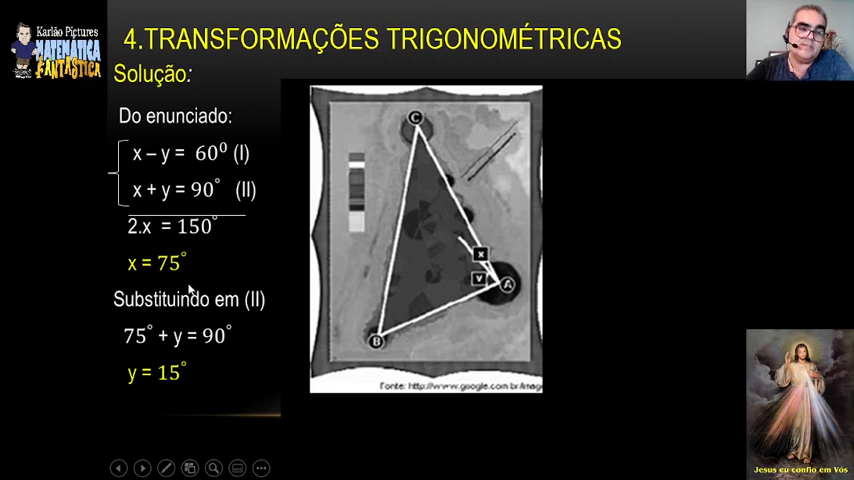 Karlão Pictures
MATEMÁTICA
FANTÁSTICA
4.TRANSFORMAÇÕES TRIGONOMÉTRICAS
Solução:
Do enunciado:
x – y = 60⁰ (I)
x + y = 90° (II)
2.x = 150°
x = 75°
Substituindo em (II)
75° + y = 90°
y = 15°
C
x
y
A
B
Fonte: http://www.google.com.br/imag
Jesus eu confio em Vós